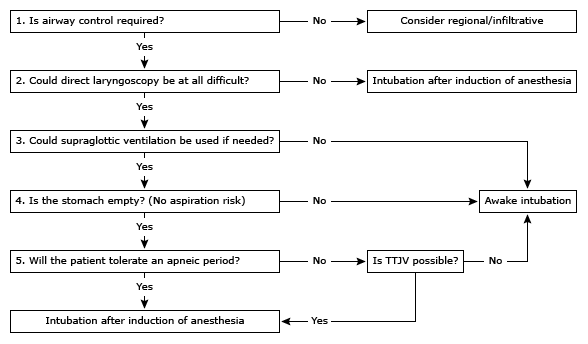 1. Is airway control required?
No
Consider regional/infiltrative
Yes
2. Could direct laryngoscopy be at all difficult?
No
Intubation after induction of anesthesia
Yes
3. Could supraglottic ventilation be used if needed?
No
Yes
4. Is the stomach empty? (No aspiration risk)
No
Awake intubation
Yes
5. Will the patient tolerate an apneic period?
No
Is TTJV possible?
No
Yes
Intubation after induction of anesthesia
Yes